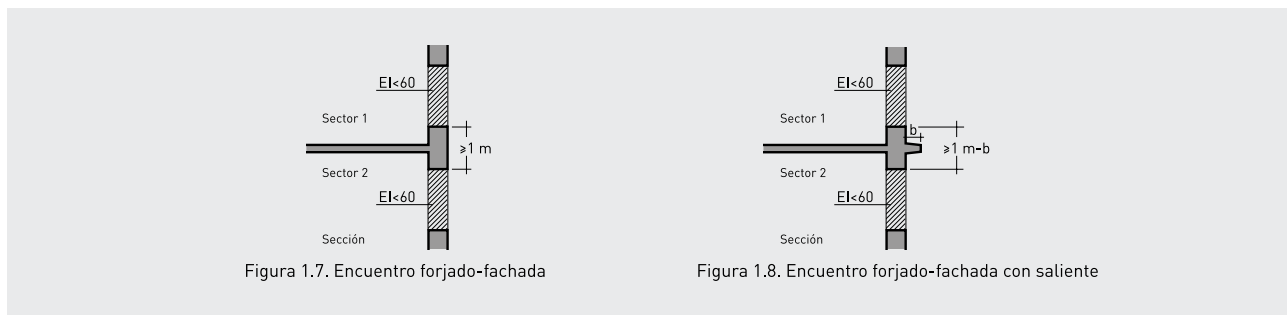 EI<60
Sector 1
≥1 m
Sector 2
EI<60
Sección
Figura 1.7. Encuentro forjado-fachada
EI<60
Sector 1
b
≥1 m-b
Sector 2
EI<60
Sección
Figura 1.8. Encuentro forjado-fachada con saliente